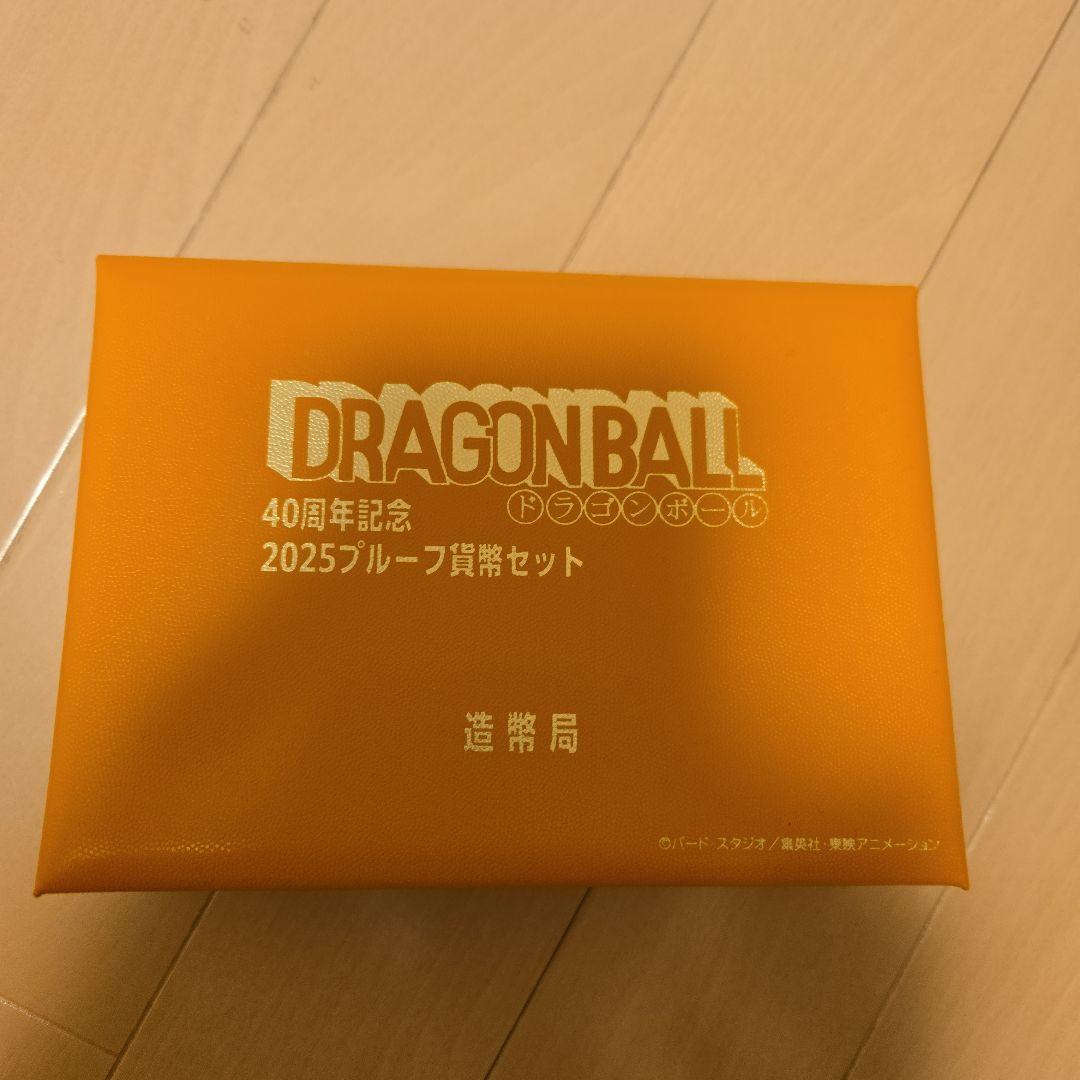 DRAGON BALL
ドラゴンボール
40周年記念
2025プルーフ貨幣セット
造幣局
©バード・スタジオ/集英社・東映アニメーション